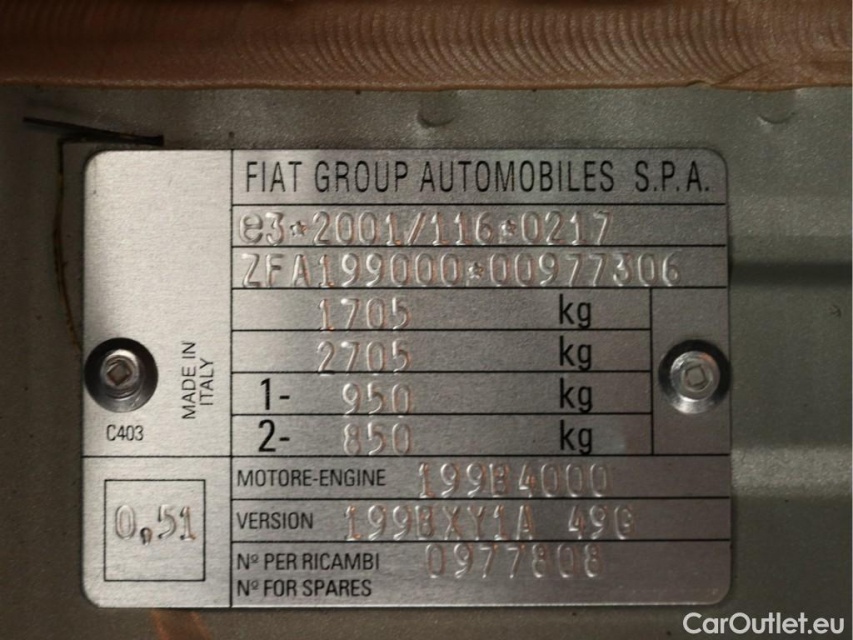 FIAT GROUP AUTOMOBILES S.P.A.
e3*2001/116*0217
ZFA199000*00977306
1705 kg
2705 kg
1- 950 kg
2- 850 kg
MADE IN
ITALY
C403
0,51
MOTORE-ENGINE 199B4000
VERSION 199BXY1A 49G
Nº PER RICAMBI 0977808
Nº FOR SPARES
CarOutlet.eu